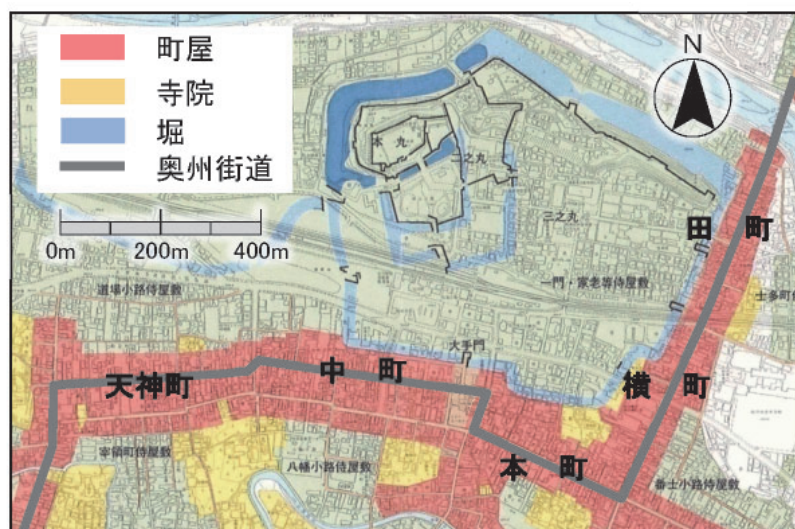 町屋
寺院
堀
奥州街道
N
0m 200m 400m
本丸
二之丸
三之丸
田町
一門・家老等侍屋敷
道場小路侍屋敷
大手門
天神町
中町
横町
本町
宰領町侍屋敷
八幡小路侍屋敷
番士小路侍屋敷